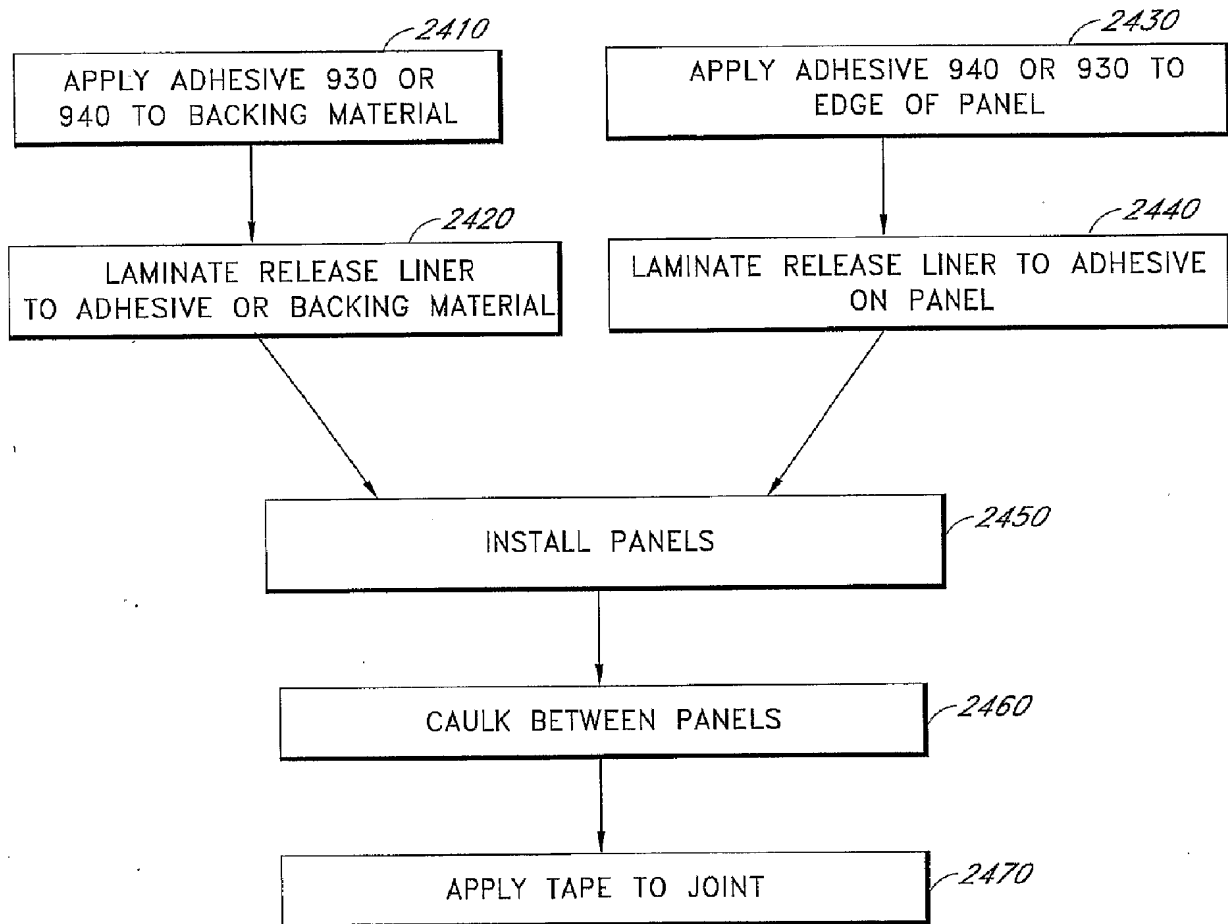 2410
APPLY ADHESIVE 930 OR
940 TO BACKING MATERIAL
2430
APPLY ADHESIVE 940 OR 930 TO
EDGE OF PANEL
2420
LAMINATE RELEASE LINER
TO ADHESIVE OR BACKING MATERIAL
2440
LAMINATE RELEASE LINER TO ADHESIVE
ON PANEL
INSTALL PANELS
2450
CAULK BETWEEN PANELS
2460
APPLY TAPE TO JOINT
2470